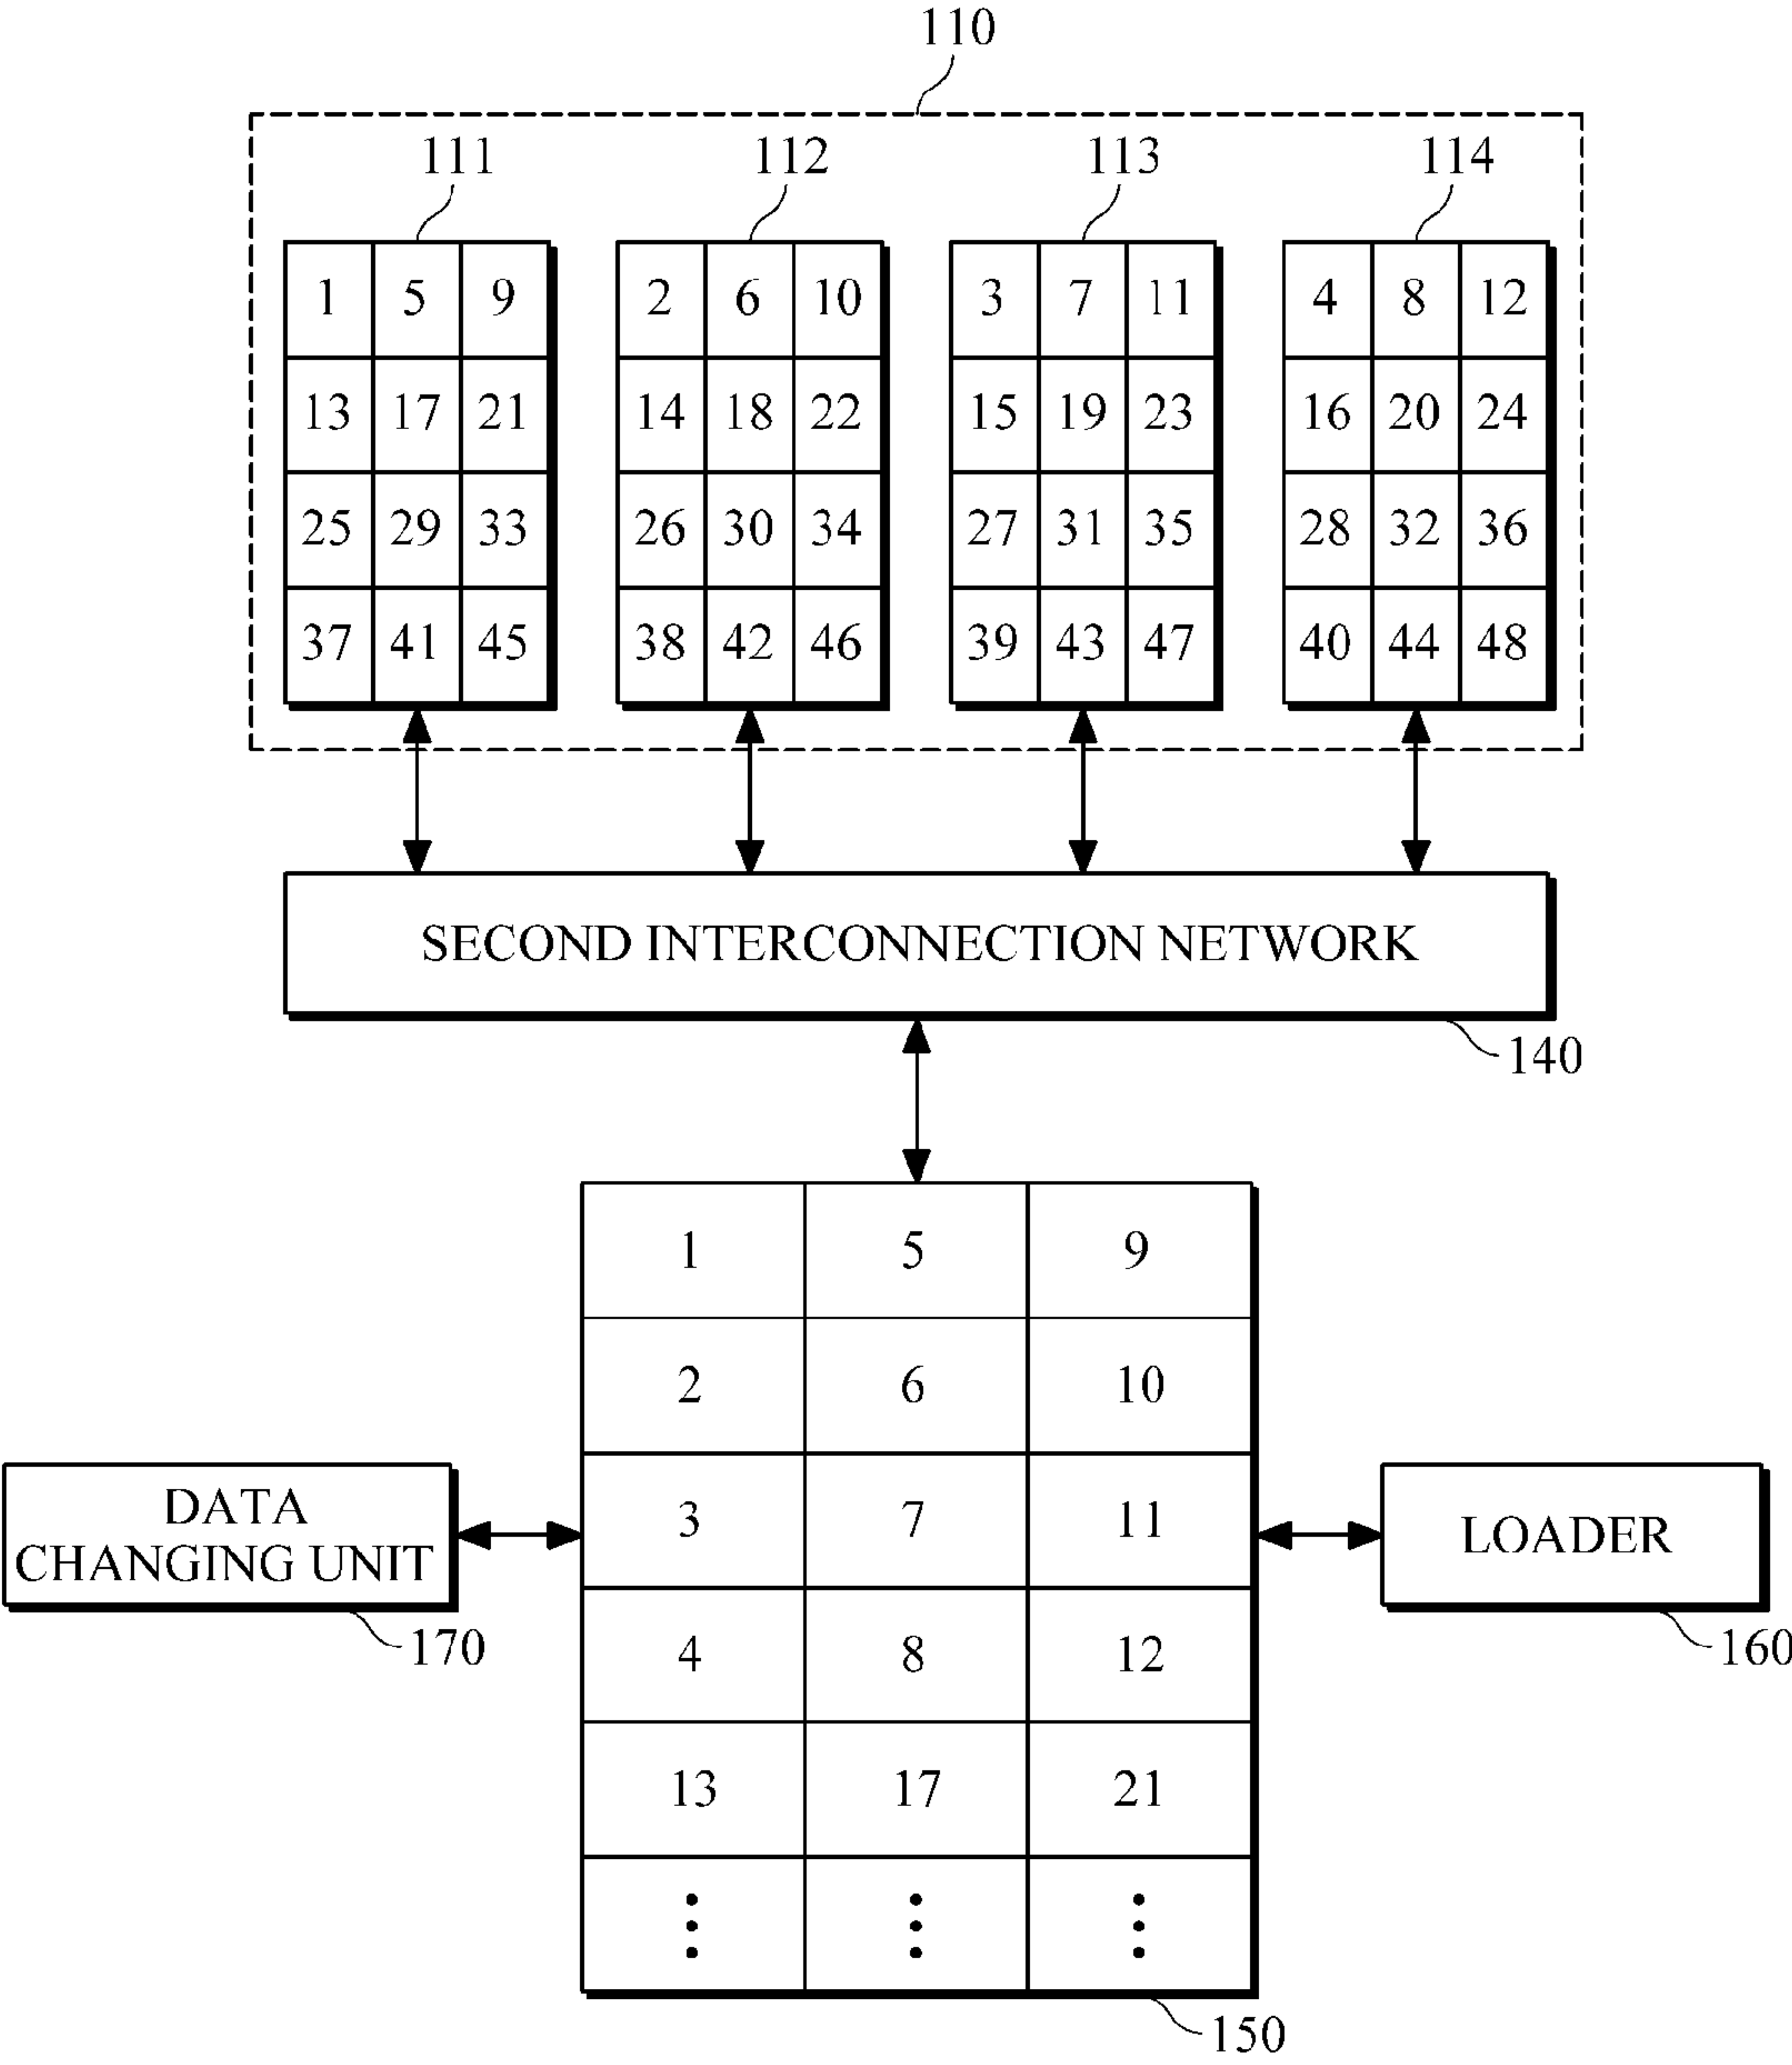 110
111 112 113 114
1 5 9 2 6 10 3 7 11 4 8 12
13 17 21 14 18 22 15 19 23 16 20 24
25 29 33 26 30 34 27 31 35 28 32 36
37 41 45 38 42 46 39 43 47 40 44 48
SECOND INTERCONNECTION NETWORK
140
1 5 9
2 6 10
3 7 11
4 8 12
13 17 21
DATA
CHANGING UNIT
170
LOADER
160
150